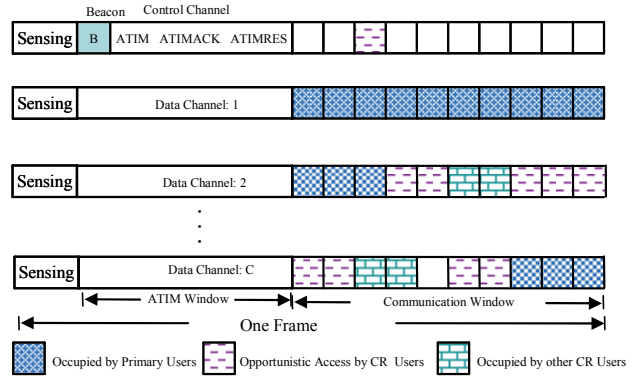 Beacon Control Channel
Sensing B ATIM ATIMACK ATIMRES
Sensing Data Channel: 1
Sensing Data Channel: 2
Sensing Data Channel: C
ATIM Window Communication Window
One Frame
Occupied by Primary Users Opportunistic Access by CR Users Occupied by other CR Users